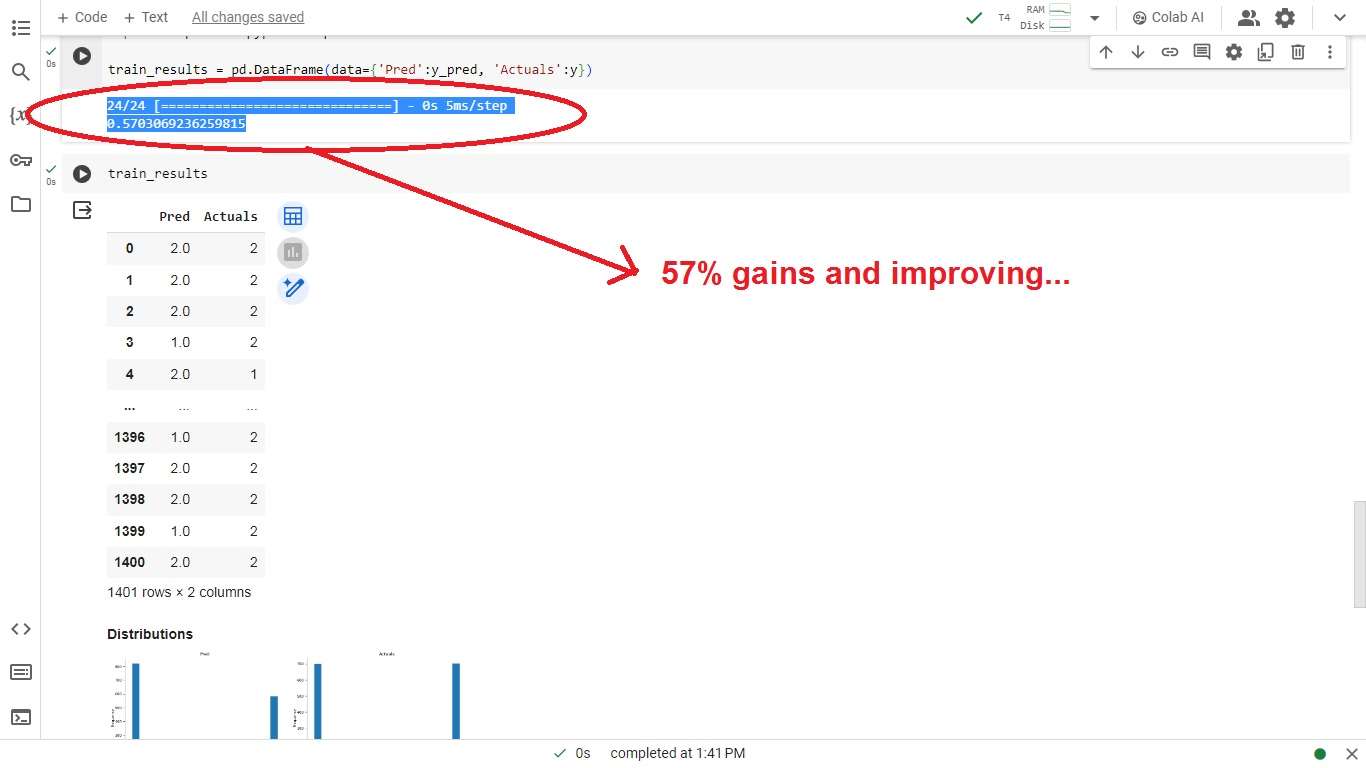 + Code + Text All changes saved
T4 RAM Disk
Colab AI
0s
train_results = pd.DataFrame(data={'Pred':y_pred, 'Actuals':y})
24/24 [==============================] - 0s 5ms/step
0.5703069236259815
0s
train_results
57% gains and improving...
Pred Actuals
0 2.0 2
1 2.0 2
2 2.0 2
3 1.0 2
4 2.0 1
... ... ...
1396 1.0 2
1397 2.0 2
1398 2.0 2
1399 1.0 2
1400 2.0 2
1401 rows × 2 columns
Distributions
Pred Actuals
0s completed at 1:41 PM